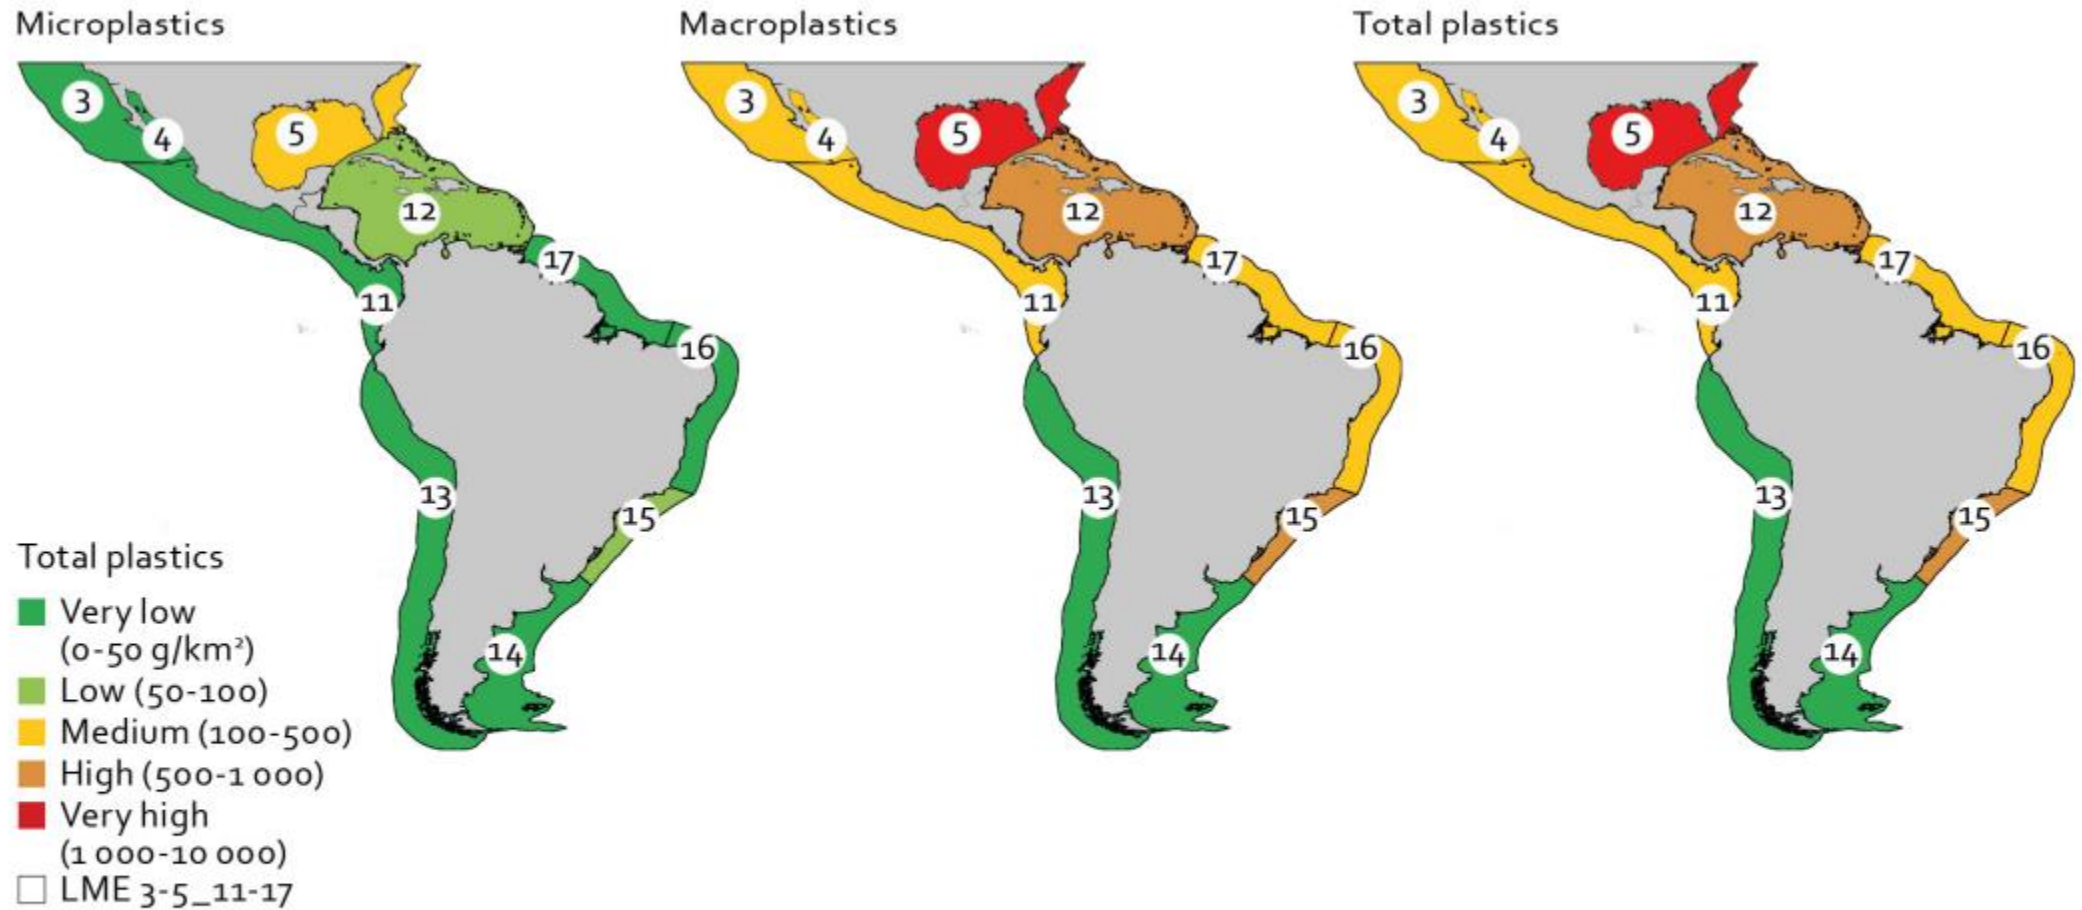 Microplastics
3
4
5
12
17
11
16
13
15
14
Macroplastics
3
4
5
12
17
11
16
13
15
14
Total plastics
3
4
5
12
17
11
16
13
15
14
Total plastics
Very low
(0-50 g/km²)
Low (50-100)
Medium (100-500)
High (500-1 000)
Very high
(1 000-10 000)
LME 3-5_11-17